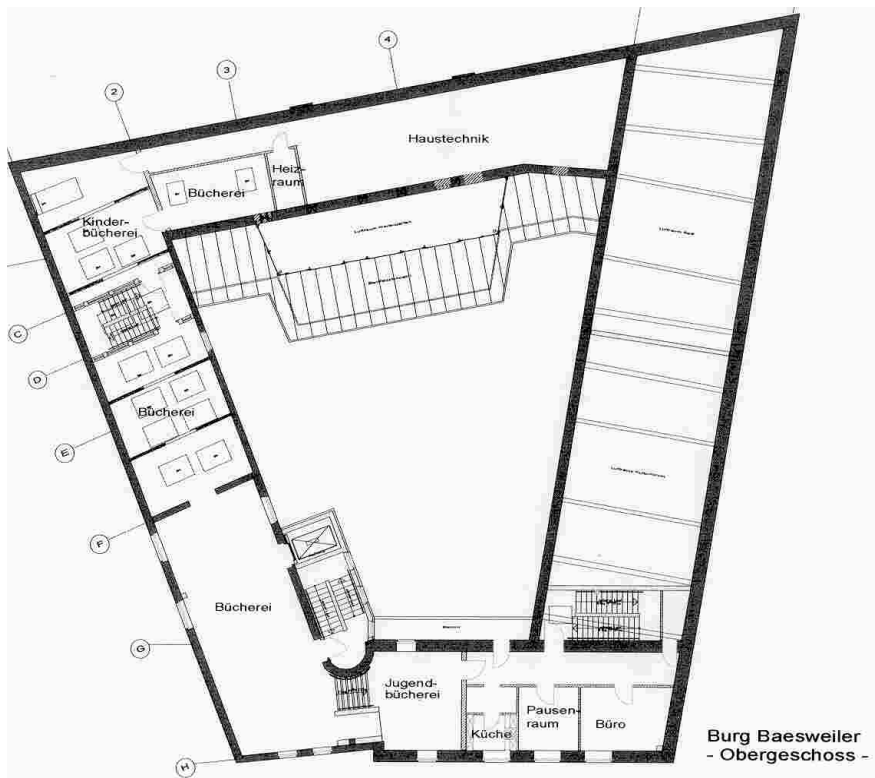 4
3
2
Haustechnik
Heiz-
raum
Bücherei
Kinder-
bücherei
C
D
Bücherei
E
F
Bücherei
G
Jugend-
bücherei
Pausen-
raum
Büro
Küche
H
Burg Baesweiler
- Obergeschoss -